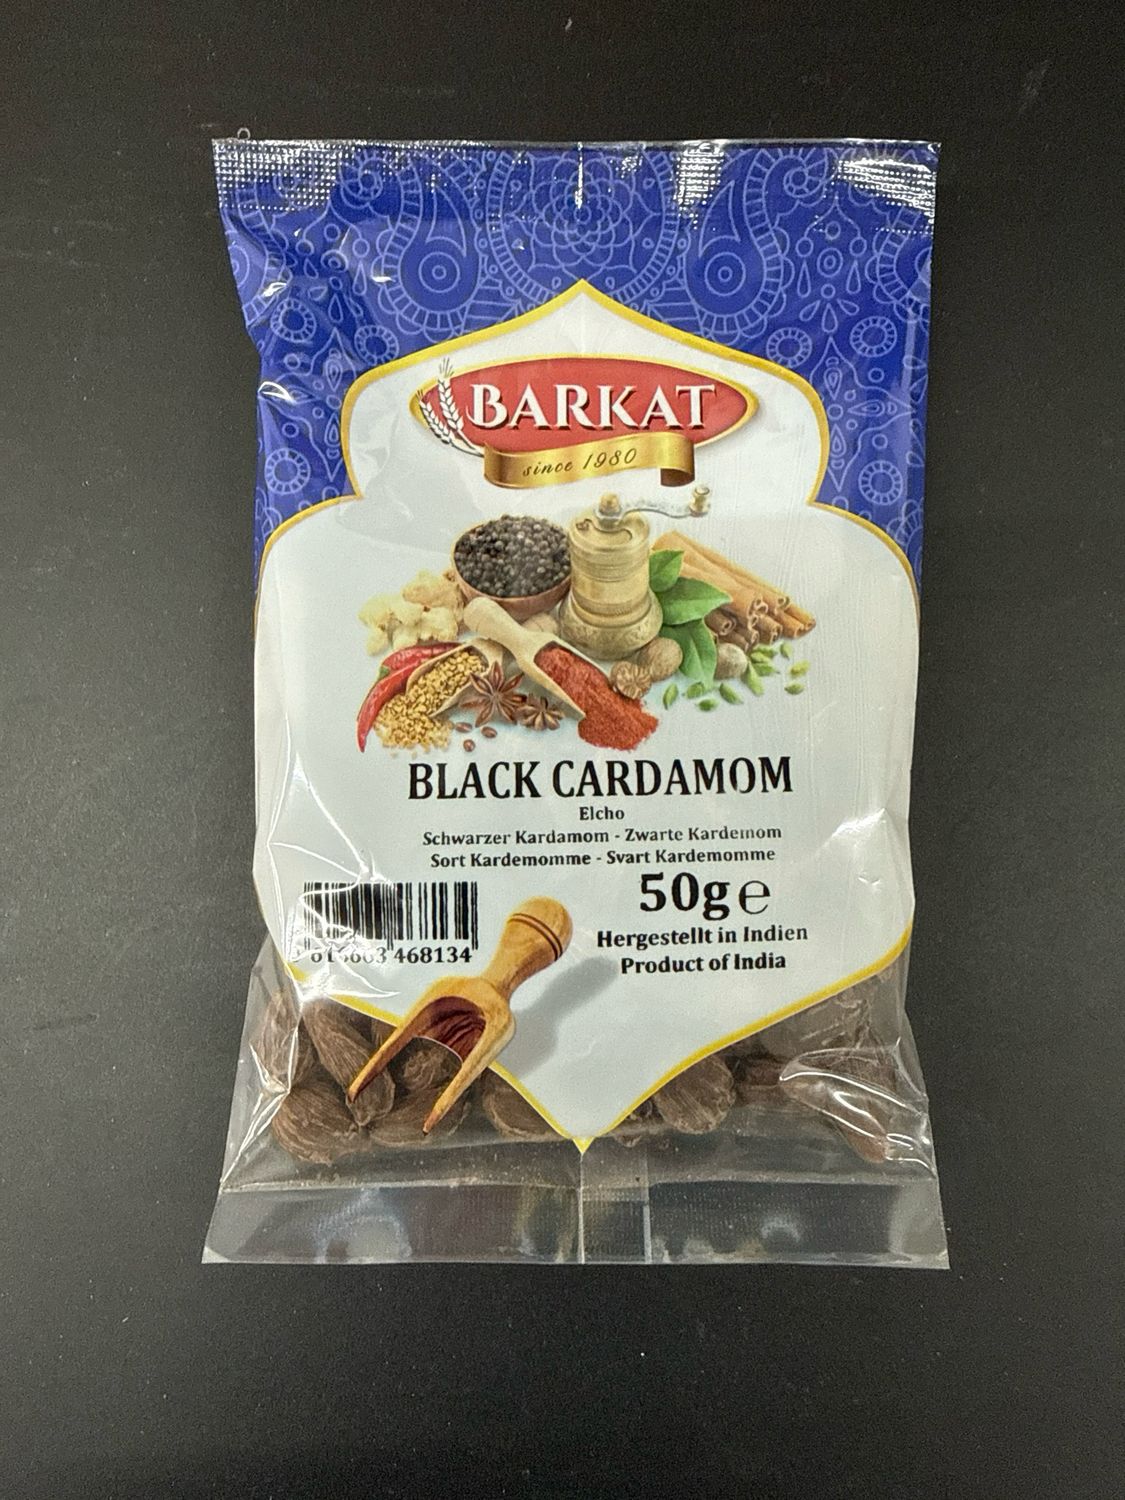 BARKAT
since 1980
BLACK CARDAMOM
Elcho
Schwarzer Kardamom - Zwarte Kardemom
Sort Kardemomme - Svart Kardemomme
50g℮
Hergestellt in Indien
Product of India
468134